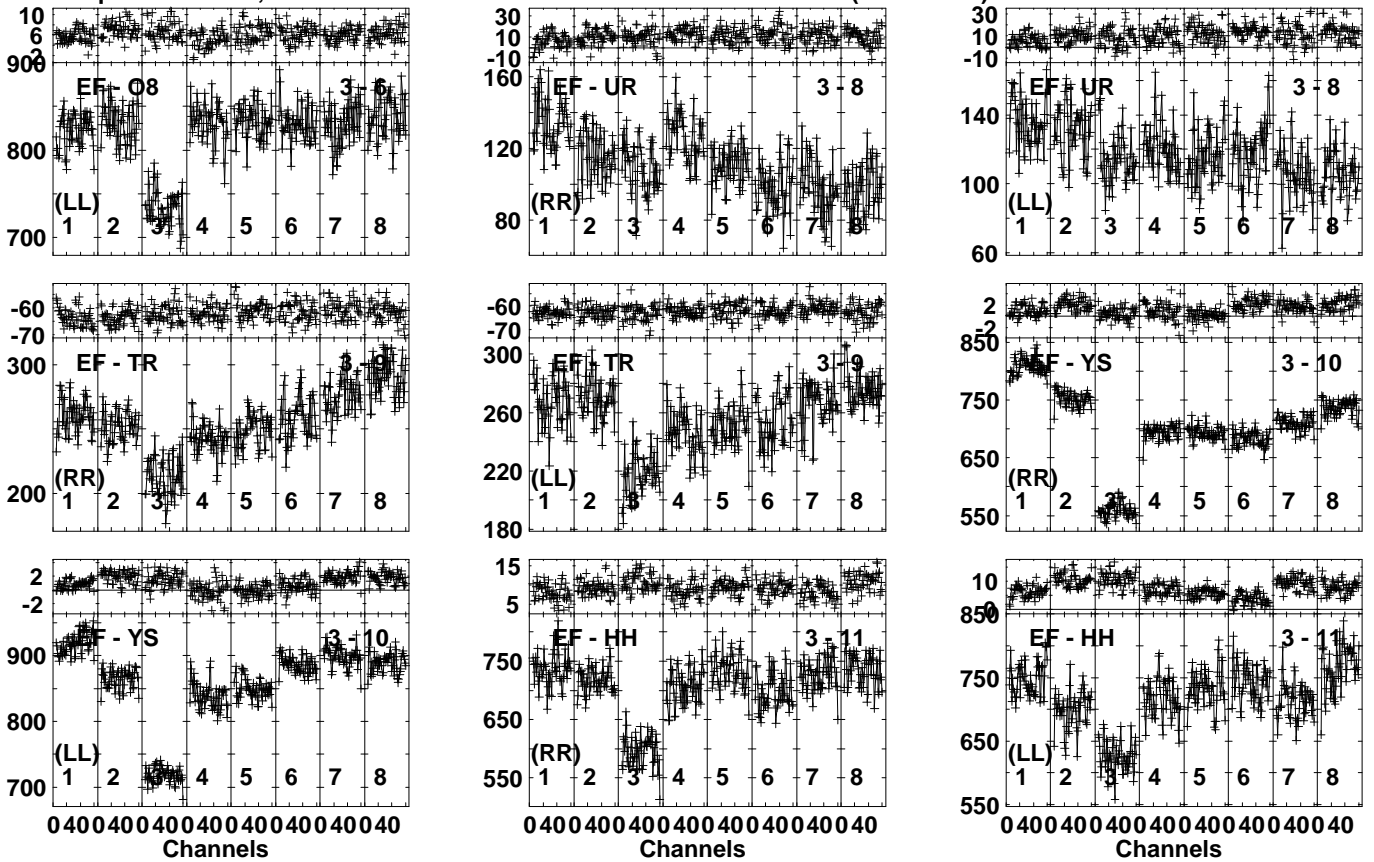 10 6 2
30 10 -10
30 10 -10
900 800 700
EF - O8 3 - 6
(LL)
1 2 3 4 5 6 7 8
160 120 80
EF - UR 3 - 8
(RR)
1 2 3 4 5 6 7 8
140 100 60
EF - UR 3 - 8
(LL)
1 2 3 4 5 6 7 8
-60 -70
-60 -70
2 -2
300 200
EF - TR 3 - 9
(RR)
1 2 3 4 5 6 7 8
300 260 220 180
EF - TR 3 - 9
(LL)
1 2 3 4 5 6 7 8
850 750 650 550
EF - YS 3 - 10
(RR)
1 2 3 4 5 6 7 8
2 -2
15 5
10 0
900 800 700
EF - YS 3 - 10
(LL)
1 2 3 4 5 6 7 8
750 650 550
EF - HH 3 - 11
(RR)
1 2 3 4 5 6 7 8
850 750 650 550
EF - HH 3 - 11
(LL)
1 2 3 4 5 6 7 8
0 40 0 40 0 40 0 40 0 40 0 40 0 40 0 40
0 40 0 40 0 40 0 40 0 40 0 40 0 40 0 40
0 40 0 40 0 40 0 40 0 40 0 40 0 40 0 40
Channels
Channels
Channels